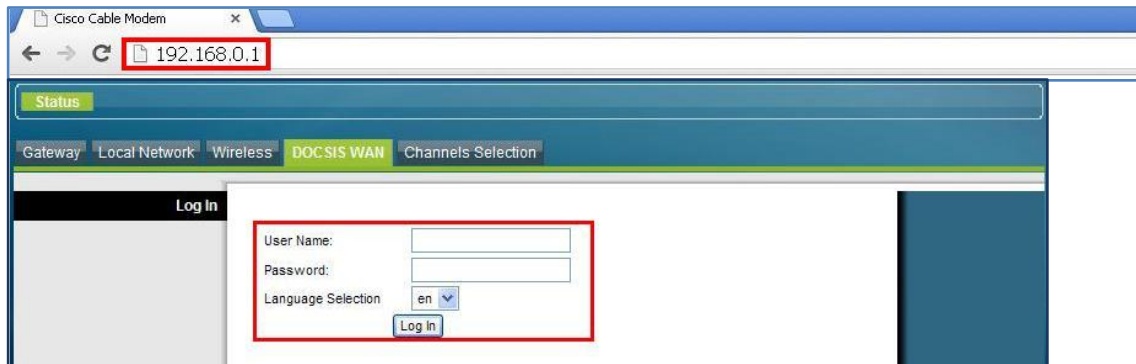 Cisco Cable Modem
192.168.0.1
Status
Gateway Local Network Wireless DOCSIS WAN Channels Selection
Log In
User Name:
Password:
Language Selection en
Log In